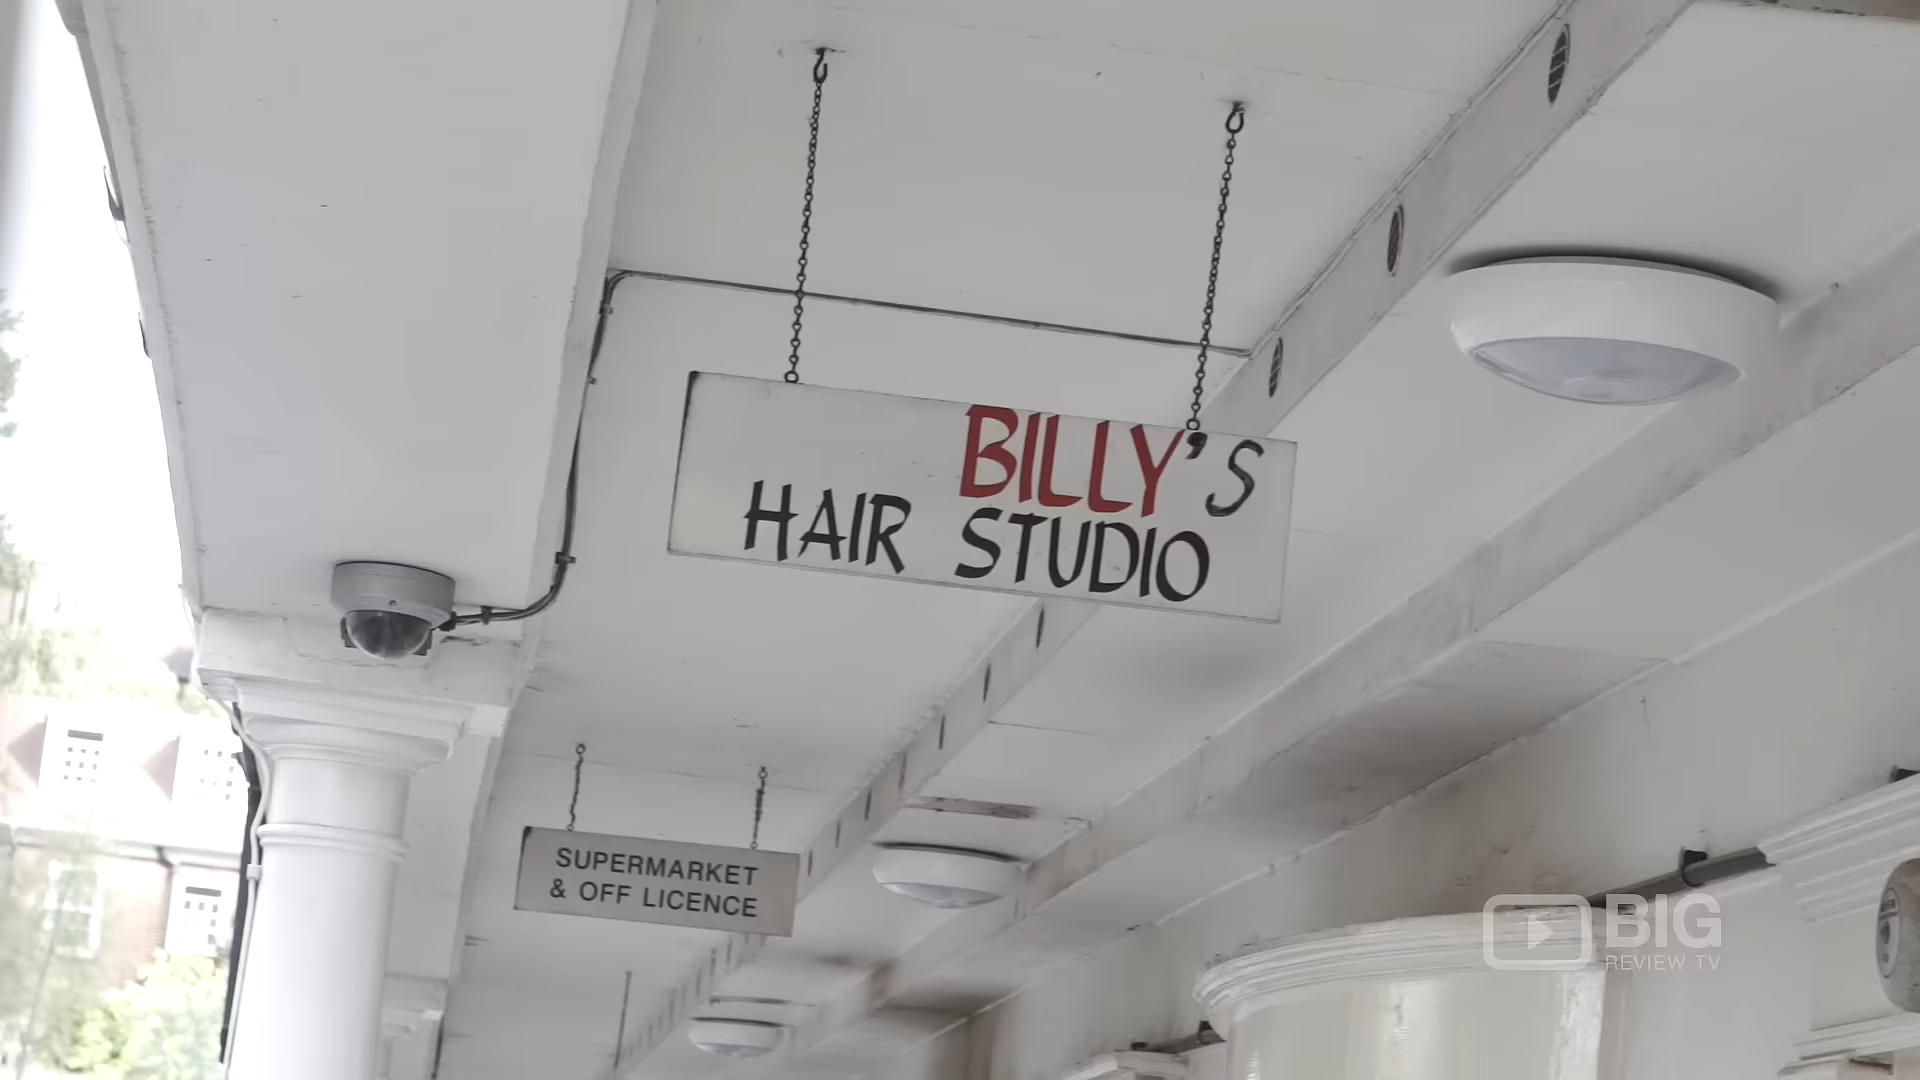 BILLY'S
HAIR STUDIO
SUPERMARKET
& OFF LICENCE
BIG
REVIEW TV